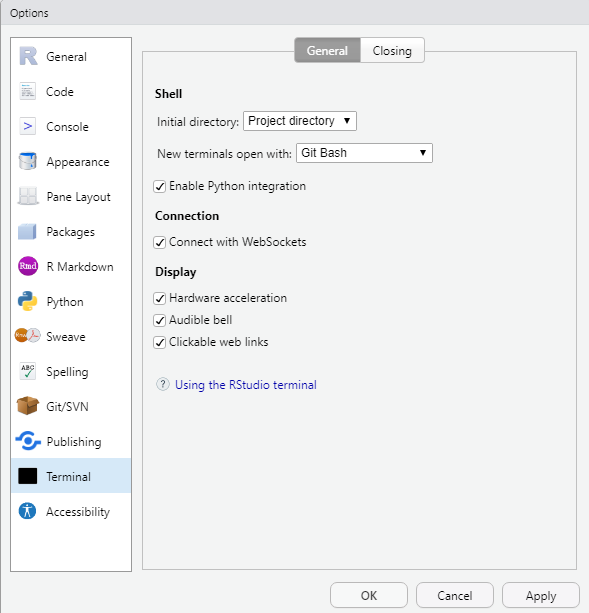 Options
General
Code
Console
Appearance
Pane Layout
Packages
Rmd R Markdown
Python
Sweave
ABC Spelling
Git/SVN
Publishing
Terminal
Accessibility
General Closing
Shell
Initial directory: Project directory
New terminals open with: Git Bash
Enable Python integration
Connection
Connect with WebSockets
Display
Hardware acceleration
Audible bell
Clickable web links
? Using the RStudio terminal
OK Cancel Apply